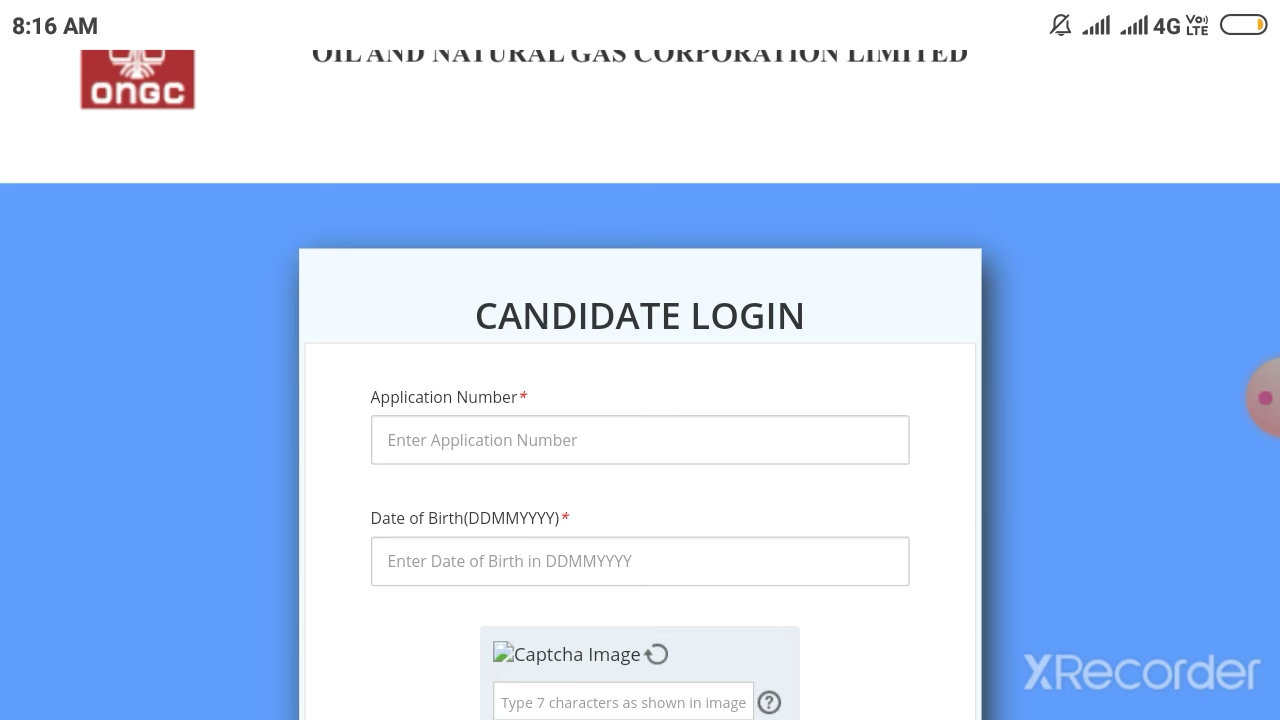 8:16 AM
4G Vo) LTE
OIL AND NATURAL GAS CORPORATION LIMITED
ONGC
CANDIDATE LOGIN
Application Number*
Enter Application Number
Date of Birth(DDMMYYYY)*
Enter Date of Birth in DDMMYYYY
Captcha Image
Type 7 characters as shown in image
?
XRecorder